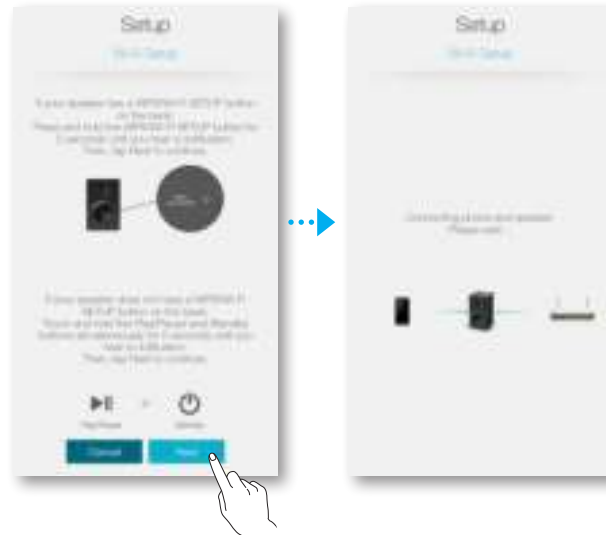 Setup
Wi-Fi Setup
If your speaker has a WPS/WI-FI SETUP button
on the back:
Press and hold the WPS/WI-FI SETUP button for
5 seconds until you hear
Then, tap Next to continue.
If your speaker does not have a WPS/WI-FI
SETUP button on the back:
Touch and hold the Play/Pause and Standby
buttons simultaneously for 5 seconds until you
hear
Then, tap Next to continue.
Play/Pause
Standby
Cancel
Next
Setup
Wi-Fi Setup
Connecting phone and speaker
Please wait...